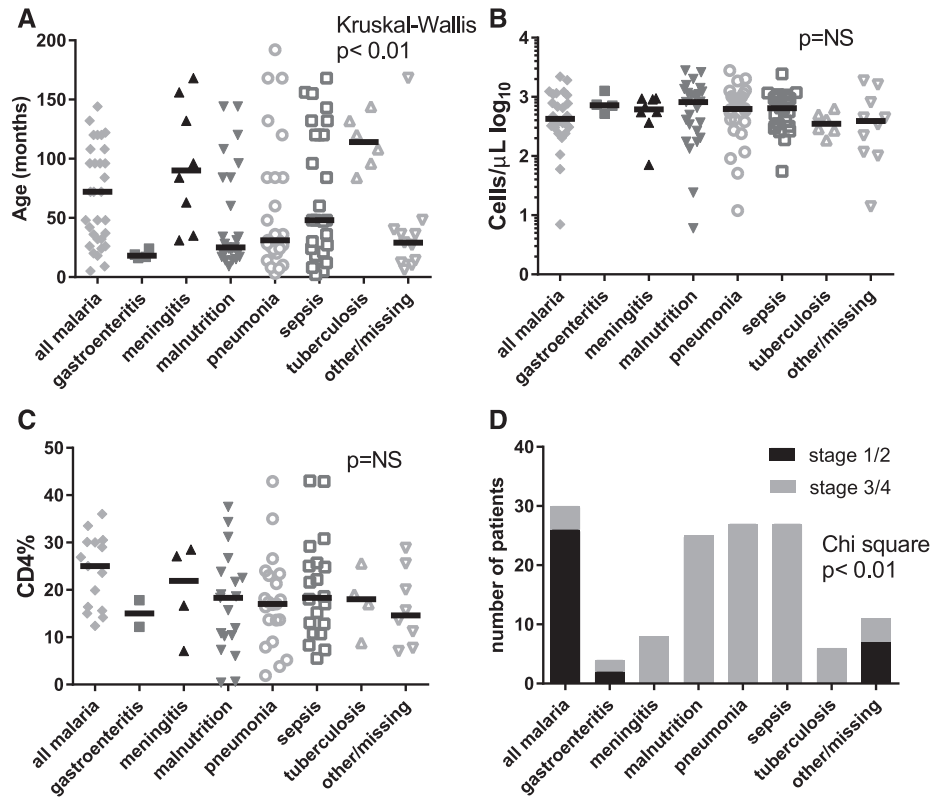 A
Kruskal-Wallis
p< 0.01
Age (months)
200
150
100
50
0
all malaria
gastroenteritis
meningitis
malnutrition
pneumonia
sepsis
tuberculosis
other/missing
B
p=NS
Cells/µL log10
4
3
2
1
0
all malaria
gastroenteritis
meningitis
malnutrition
pneumonia
sepsis
tuberculosis
other/missing
C
p=NS
CD4%
50
40
30
20
10
0
all malaria
gastroenteritis
meningitis
malnutrition
pneumonia
sepsis
tuberculosis
other/missing
D
stage 1/2
stage 3/4
Chi square
p< 0.01
number of patients
40
30
20
10
0
all malaria
gastroenteritis
meningitis
malnutrition
pneumonia
sepsis
tuberculosis
other/missing